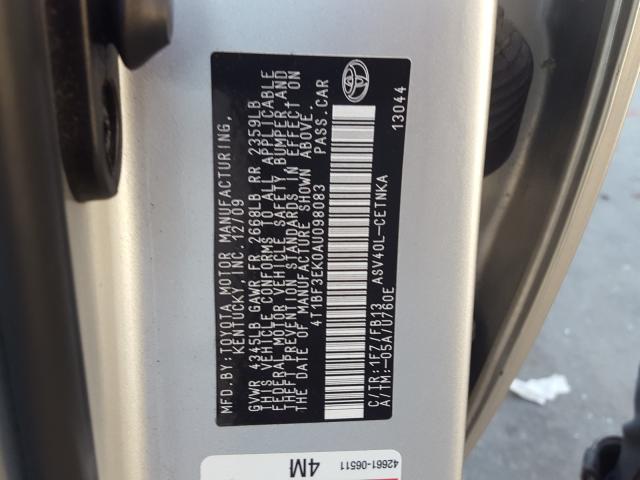 MFD.BY:TOYOTA MOTOR MANUFACTURING,
KENTUCKY, INC. 12/09
GVWR 4345LB GAWR FR 2668LB RR 2359LB
THIS VEHICLE CONFORMS TO ALL APPLICABLE
FEDERAL MOTOR VEHICLE SAFETY, BUMPER, AND
THEFT PREVENTION STANDARDS IN EFFECT ON
THE DATE OF MANUFACTURE SHOWN ABOVE.
4T1BF3EK0AU098083 PASS.CAR
C/TR:1F7/FB13 ASV40L-CETNKA
A/TM:-05A/U760E
13044
42661-06511
4M